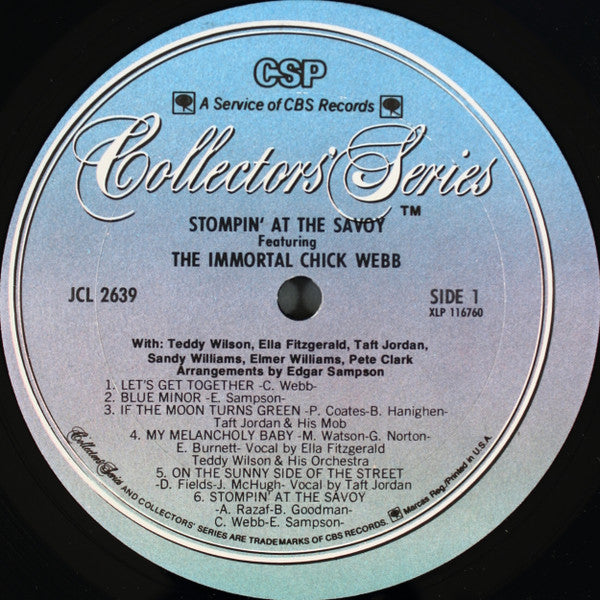 CSP
A Service of CBS Records
Collectors' Series
TM
STOMPIN' AT THE SAVOY
Featuring
THE IMMORTAL CHICK WEBB
JCL 2639
SIDE 1
XLP 116760
With: Teddy Wilson, Ella Fitzgerald, Taft Jordan,
Sandy Williams, Elmer Williams, Pete Clark
Arrangements by Edgar Sampson
1. LET'S GET TOGETHER -C. Webb-
2. BLUE MINOR -E. Sampson-
3. IF THE MOON TURNS GREEN -P. Coates-B. Hanighen-
Taft Jordan & His Mob
4. MY MELANCHOLY BABY -M. Watson-G. Norton-
E. Burnett- Vocal by Ella Fitzgerald
Teddy Wilson & His Orchestra
5. ON THE SUNNY SIDE OF THE STREET
-D. Fields-J. McHugh- Vocal by Taft Jordan
6. STOMPIN' AT THE SAVOY
-A. Razaf-B. Goodman-
C. Webb-E. Sampson-
Collectors' Series AND COLLECTORS' SERIES ARE TRADEMARKS OF CBS RECORDS. Marcas Reg./Printed in U.S.A.